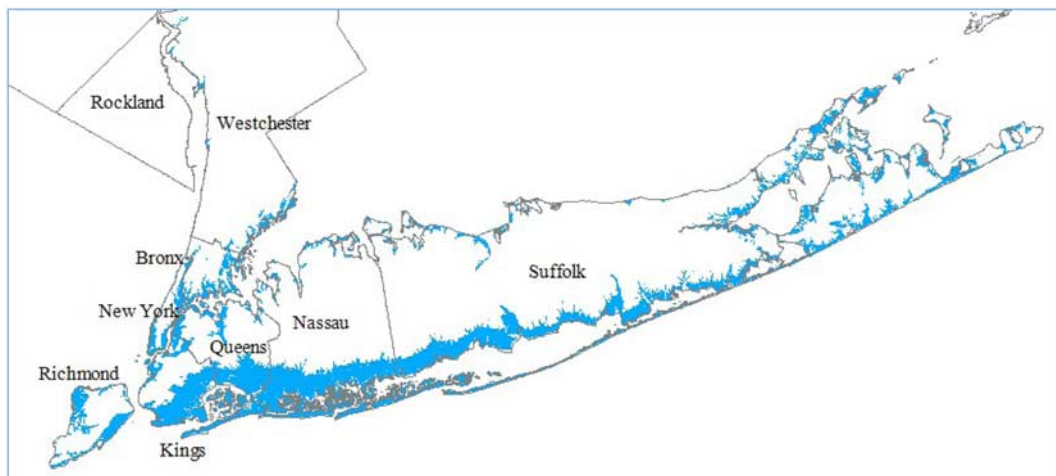 Rockland
Westchester
Bronx
Suffolk
New York
Nassau
Queens
Richmond
Kings